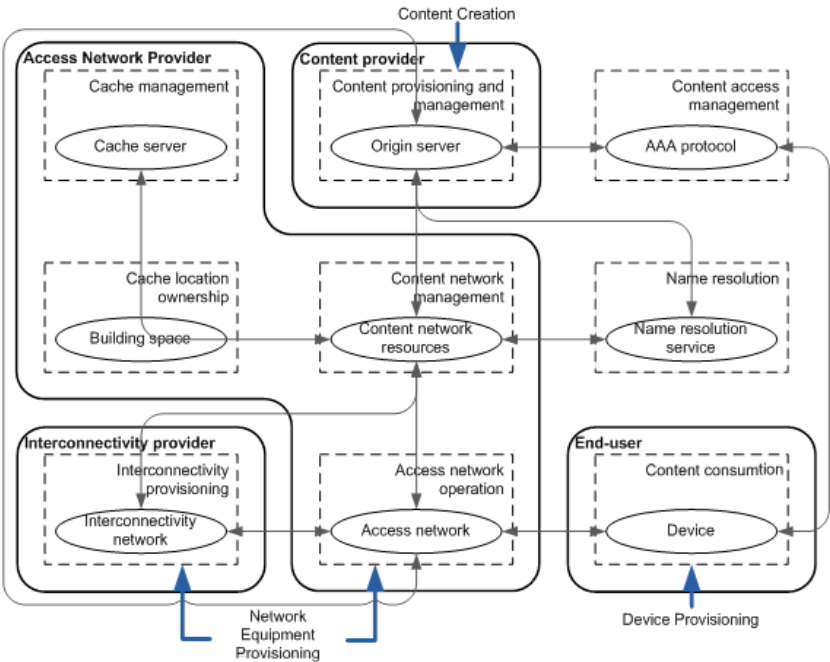 Content Creation
Access Network Provider
Content provider
Cache management
Content provisioning and
management
Content access
management
Cache server
Origin server
AAA protocol
Cache location
ownership
Content network
management
Name resolution
Building space
Content network
resources
Name resolution
service
Interconnectivity provider
End-user
Interconnectivity
provisioning
Access network
operation
Content consumtion
Interconnectivity
network
Access network
Device
Network
Equipment
Provisioning
Device Provisioning